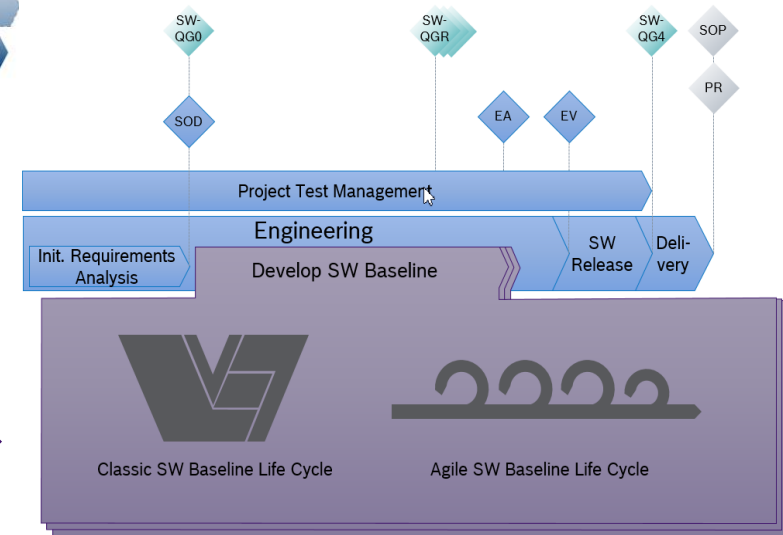 SW-
QG0
SW-
QGR
SW-
QG4
SOP
PR
SOD
EA
EV
Project Test Management
Engineering
Init. Requirements
Analysis
Develop SW Baseline
SW
Release
Deli-
very
Classic SW Baseline Life Cycle
Agile SW Baseline Life Cycle